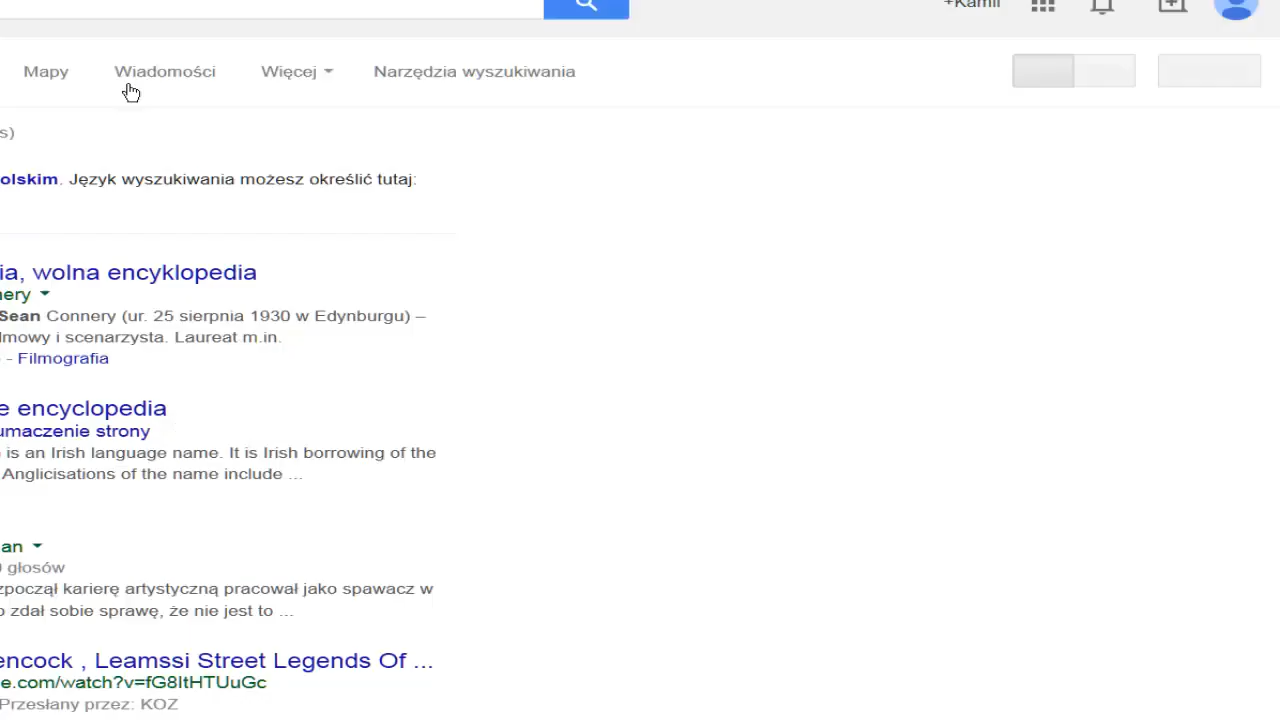 +Kamil
Mapy Wiadomości Więcej Narzędzia wyszukiwania
s)
olskim. Język wyszukiwania możesz określić tutaj:
ia, wolna encyklopedia
nery
Sean Connery (ur. 25 sierpnia 1930 w Edynburgu) –
lmowy i scenarzysta. Laureat m.in.
- Filmografia
e encyclopedia
umaczenie strony
is an Irish language name. It is Irish borrowing of the
Anglicisations of the name include ...
an
głosów
zpoczął karierę artystyczną pracował jako spawacz w
o zdał sobie sprawę, że nie jest to ...
encock , Leamssi Street Legends Of ...
e.com/watch?v=fG8ItHTUuGc
Przesłany przez: KOZ